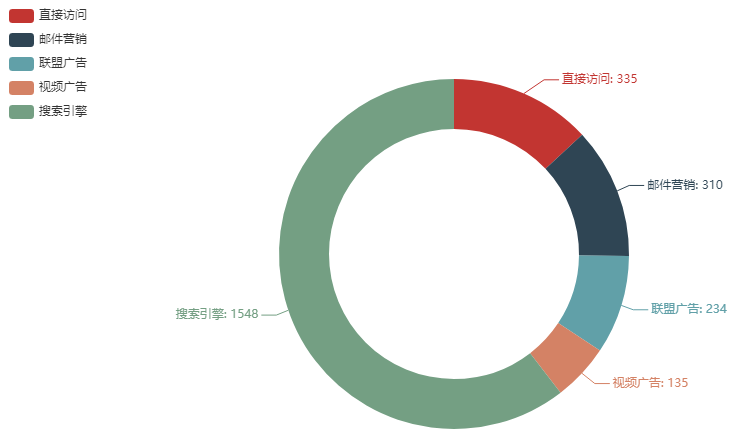 直接访问
邮件营销
联盟广告
视频广告
搜索引擎
直接访问: 335
邮件营销: 310
联盟广告: 234
搜索引擎: 1548
视频广告: 135